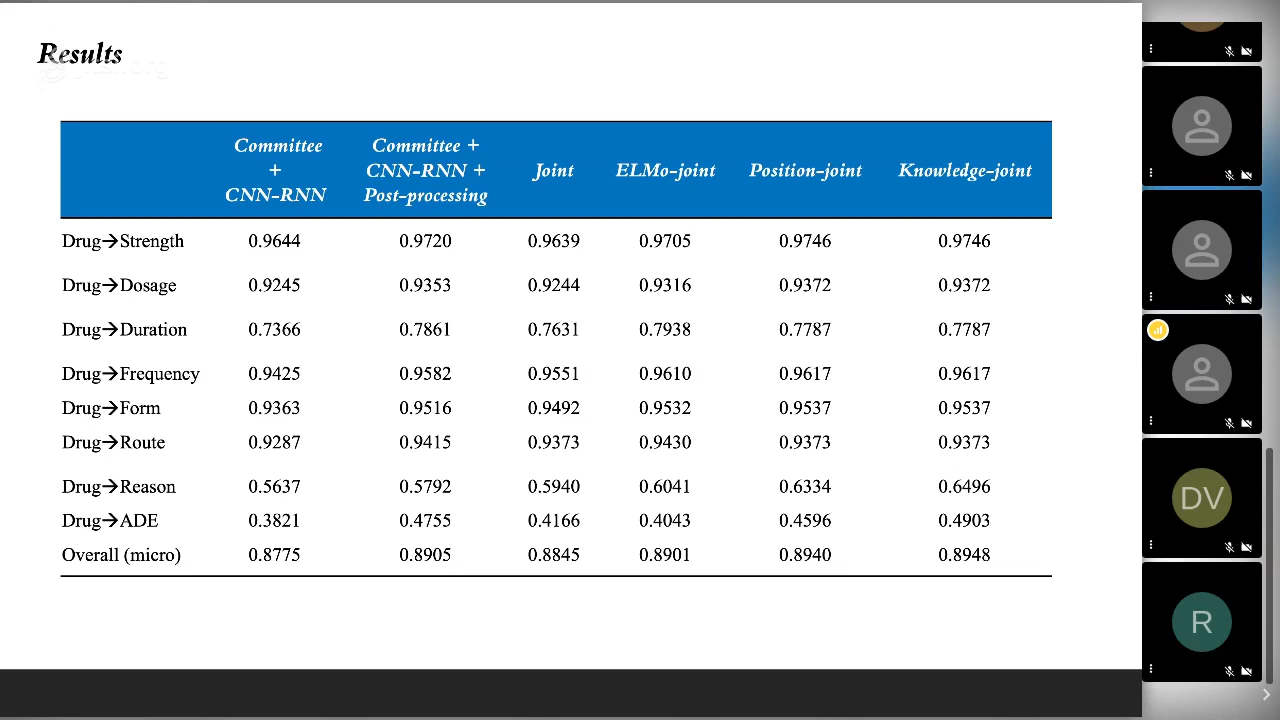 Results
Committee + CNN-RNN Committee + CNN-RNN + Post-processing Joint ELMo-joint Position-joint Knowledge-joint
Drug→Strength 0.9644 0.9720 0.9639 0.9705 0.9746 0.9746
Drug→Dosage 0.9245 0.9353 0.9244 0.9316 0.9372 0.9372
Drug→Duration 0.7366 0.7861 0.7631 0.7938 0.7787 0.7787
Drug→Frequency 0.9425 0.9582 0.9551 0.9610 0.9617 0.9617
Drug→Form 0.9363 0.9516 0.9492 0.9532 0.9537 0.9537
Drug→Route 0.9287 0.9415 0.9373 0.9430 0.9373 0.9373
Drug→Reason 0.5637 0.5792 0.5940 0.6041 0.6334 0.6496
Drug→ADE 0.3821 0.4755 0.4166 0.4043 0.4596 0.4903
Overall (micro) 0.8775 0.8905 0.8845 0.8901 0.8940 0.8948
DV
R